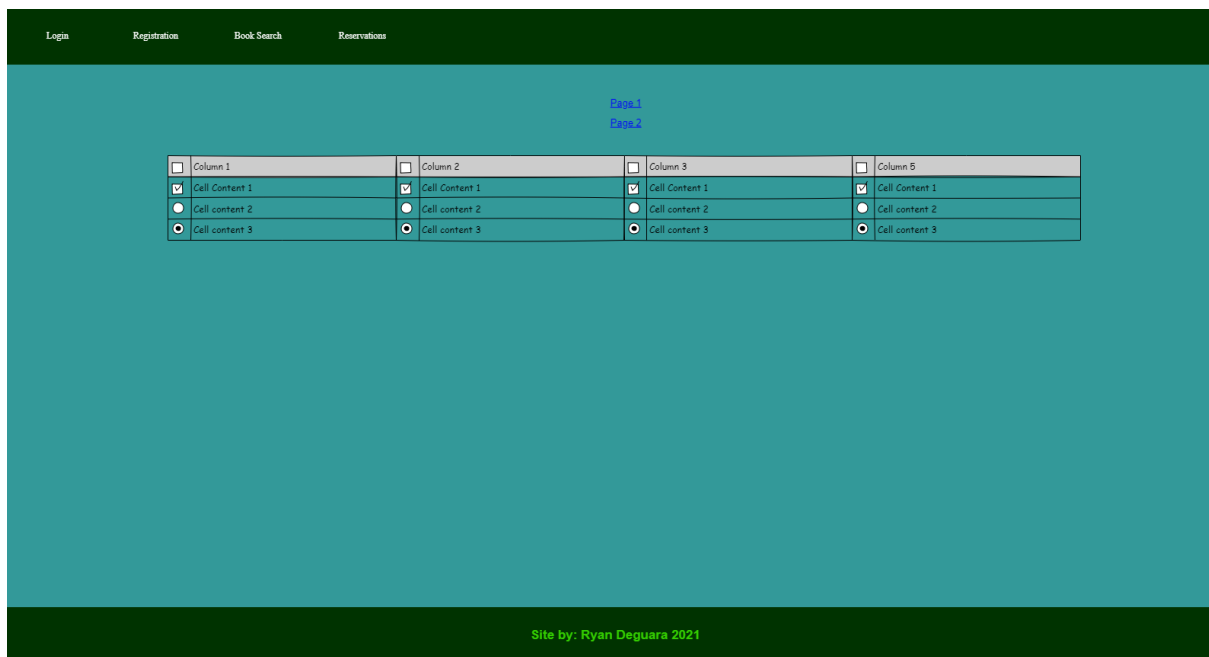 Login Registration Book Search Reservations
Page 1
Page 2
Column 1 Column 2 Column 3 Column 5
Cell Content 1 Cell Content 1 Cell Content 1 Cell Content 1
Cell content 2 Cell content 2 Cell content 2 Cell content 2
Cell content 3 Cell content 3 Cell content 3 Cell content 3
Site by: Ryan Deguara 2021